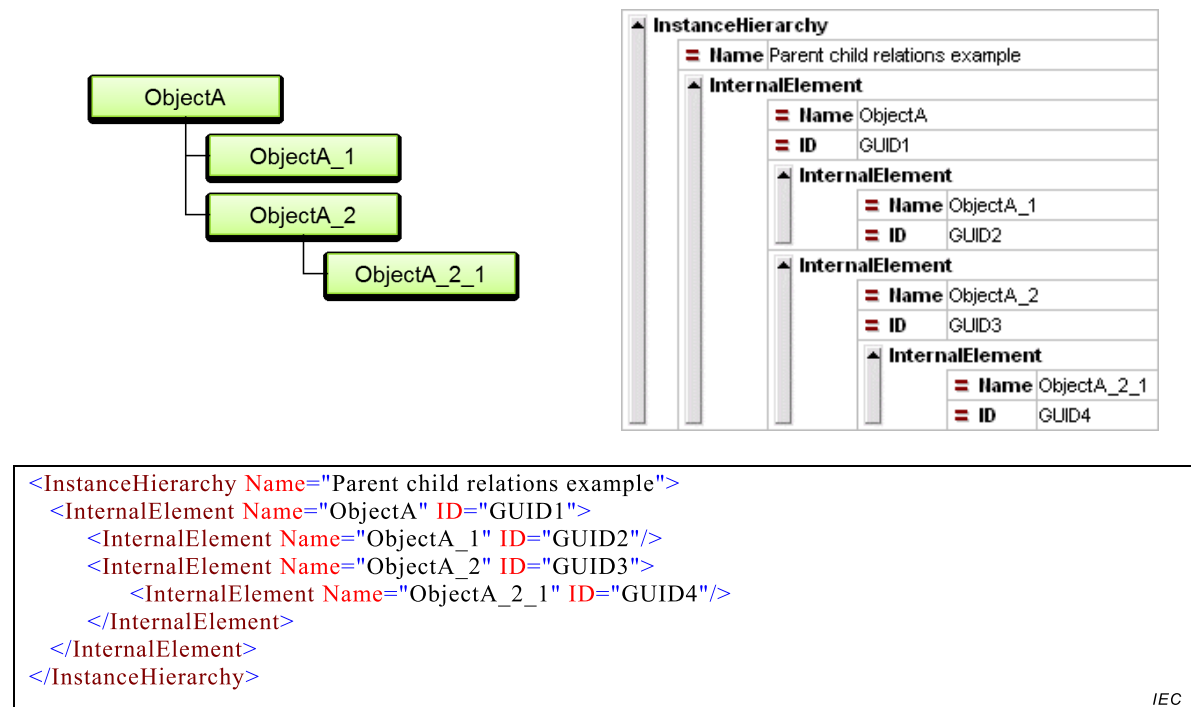 ObjectA
ObjectA_1
ObjectA_2
ObjectA_2_1
InstanceHierarchy
= Name Parent child relations example
InternalElement
= Name ObjectA
= ID GUID1
InternalElement
= Name ObjectA_1
= ID GUID2
InternalElement
= Name ObjectA_2
= ID GUID3
InternalElement
= Name ObjectA_2_1
= ID GUID4
<InstanceHierarchy Name="Parent child relations example">
<InternalElement Name="ObjectA" ID="GUID1">
<InternalElement Name="ObjectA_1" ID="GUID2"/>
<InternalElement Name="ObjectA_2" ID="GUID3">
<InternalElement Name="ObjectA_2_1" ID="GUID4"/>
</InternalElement>
</InternalElement>
</InstanceHierarchy>
IEC